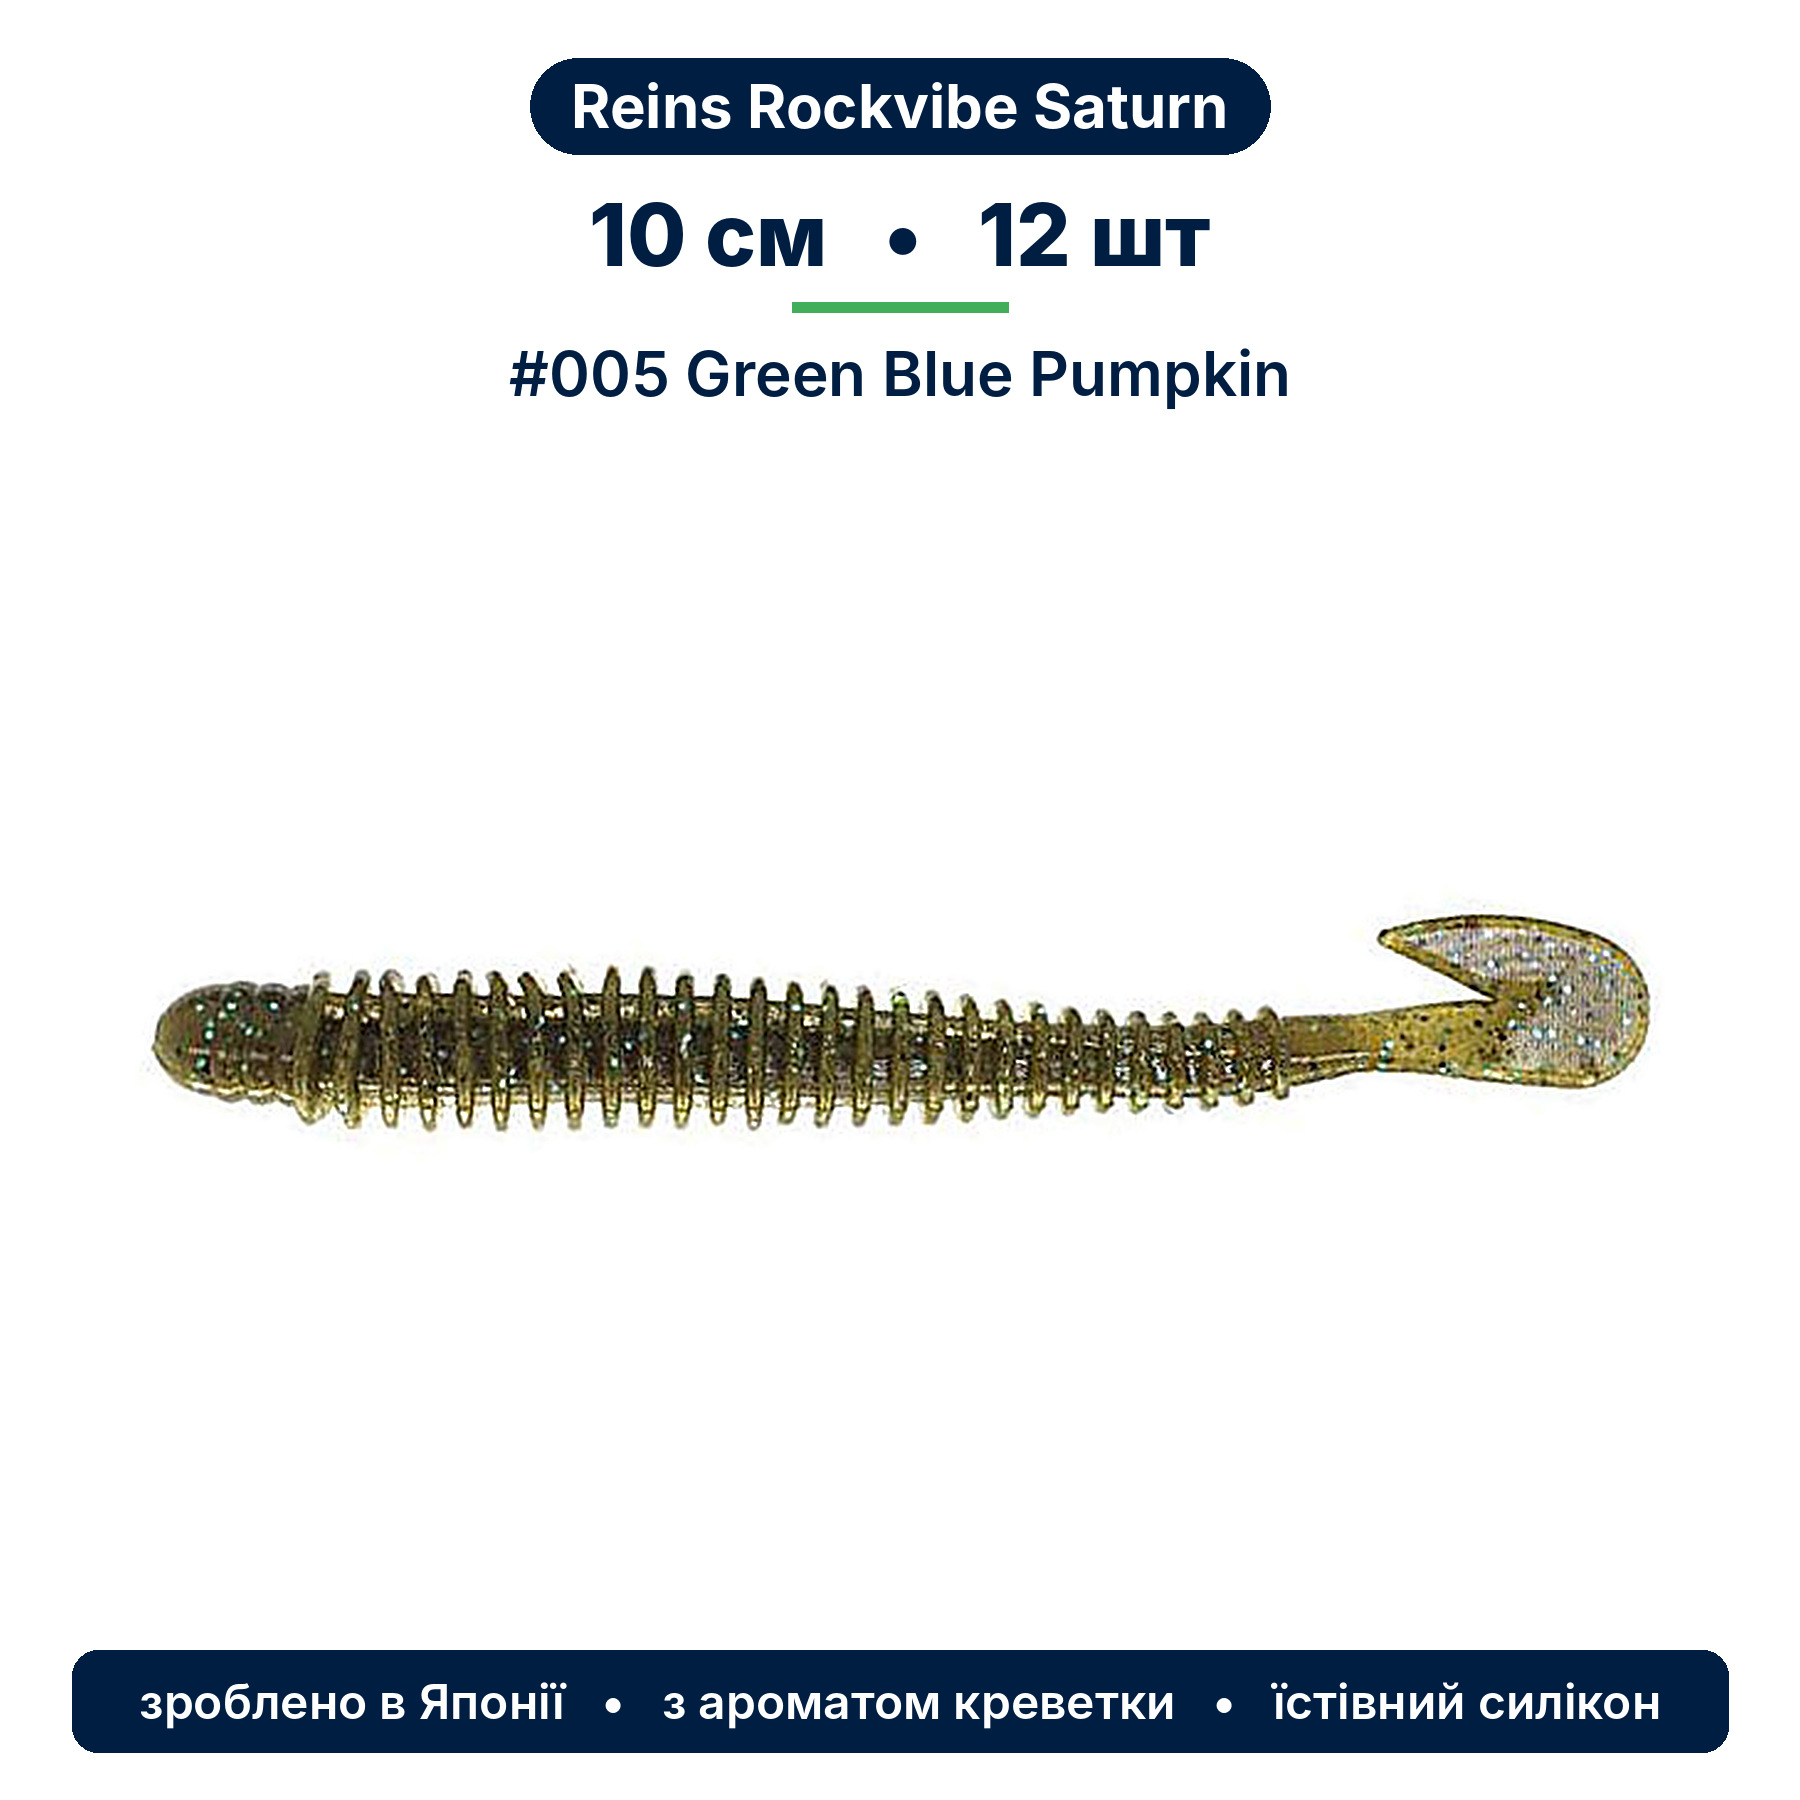 Reins Rockvibe Saturn
10 см • 12 шт
#005 Green Blue Pumpkin
зроблено в Японії • з ароматом креветки • їстівний силікон